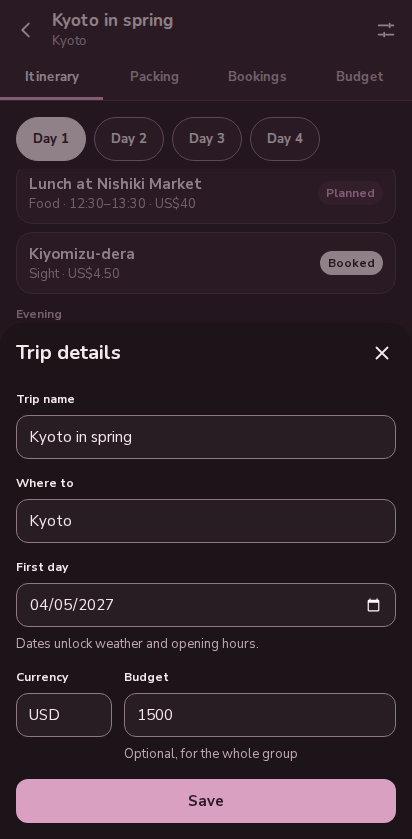 Kyoto in spring
Kyoto
Itinerary
Packing
Bookings
Budget
Day 1
Day 2
Day 3
Day 4
Lunch at Nishiki Market
Food · 12:30–13:30 · US$40
Planned
Kiyomizu-dera
Sight · US$4.50
Booked
Evening
Trip details
Trip name
Kyoto in spring
Where to
Kyoto
First day
04/05/2027
Dates unlock weather and opening hours.
Currency
Budget
USD
1500
Optional, for the whole group
Save